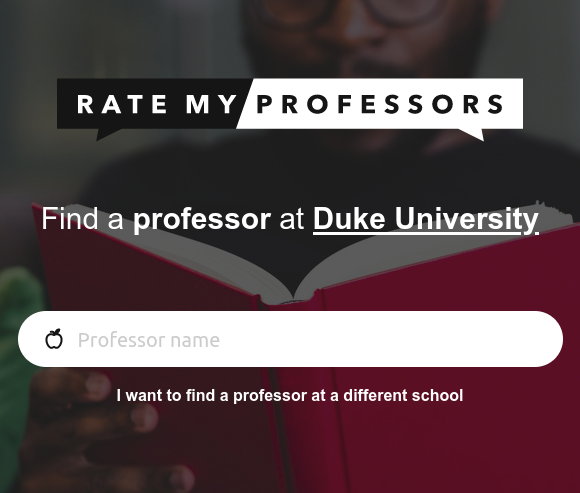 RATE MY PROFESSORS
Find a professor at Duke University
Professor name
I want to find a professor at a different school